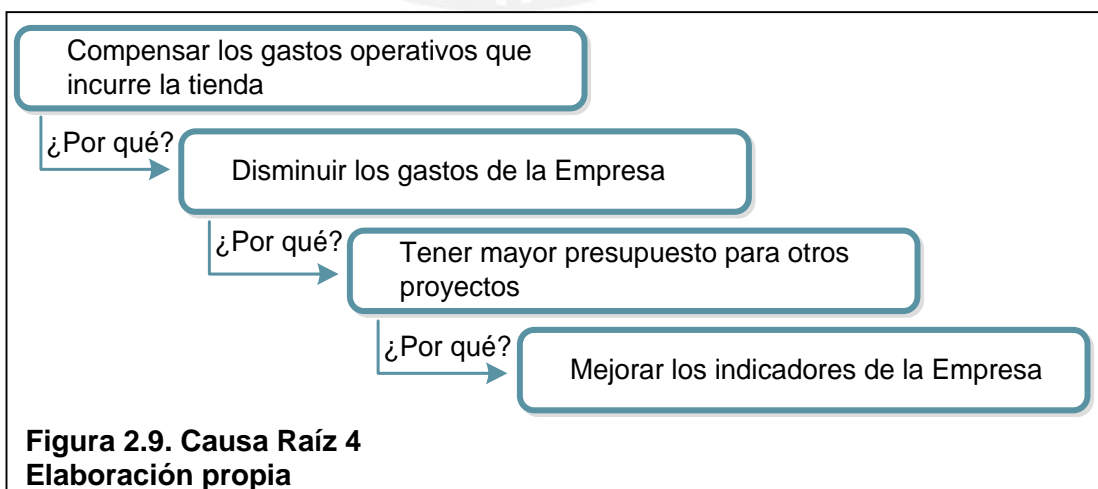 Compensar los gastos operativos que
incurre la tienda
¿Por qué?
Disminuir los gastos de la Empresa
¿Por qué?
Tener mayor presupuesto para otros
proyectos
¿Por qué?
Mejorar los indicadores de la Empresa
Figura 2.9. Causa Raíz 4
Elaboración propia